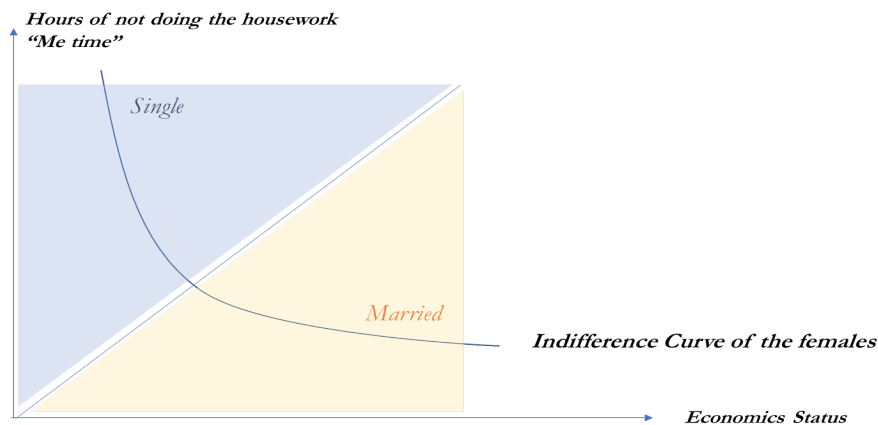 Hours of not doing the housework
“Me time”
Single
Married
Indifference Curve of the females
Economics Status